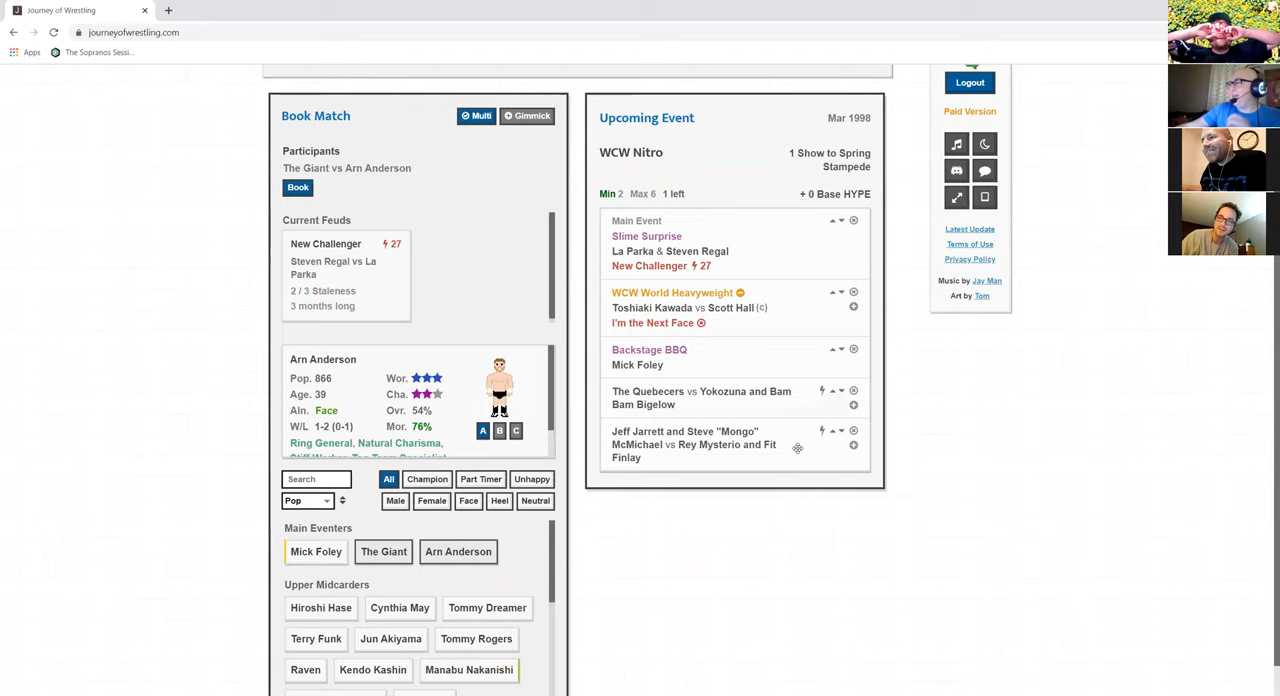 Journey of Wrestling
journeyofwrestling.com
Apps
The Sopranos Sessi...
Book Match
Multi
Gimmick
Participants
The Giant vs Arn Anderson
Book
Current Feuds
New Challenger
27
Steven Regal vs La
Parka
2 / 3 Staleness
3 months long
Arn Anderson
Pop. 866
Wor.
Age. 39
Cha.
Aln. Face
Ovr. 54%
W/L 1-2 (0-1)
Mor. 76%
A
B
C
Ring General, Natural Charisma,
Stiff Worker, Tag Team Specialist
Search
All
Champion
Part Timer
Unhappy
Pop
Male
Female
Face
Heel
Neutral
Main Eventers
Mick Foley
The Giant
Arn Anderson
Upper Midcarders
Hiroshi Hase
Cynthia May
Tommy Dreamer
Terry Funk
Jun Akiyama
Tommy Rogers
Raven
Kendo Kashin
Manabu Nakanishi
Upcoming Event
Mar 1998
WCW Nitro
1 Show to Spring
Stampede
Min 2 Max 6 1 left
+ 0 Base HYPE
Main Event
Slime Surprise
La Parka & Steven Regal
New Challenger 27
WCW World Heavyweight
Toshiaki Kawada vs Scott Hall (c)
I'm the Next Face
Backstage BBQ
Mick Foley
The Quebecers vs Yokozuna and Bam
Bam Bigelow
Jeff Jarrett and Steve "Mongo"
McMichael vs Rey Mysterio and Fit
Finlay
Logout
Paid Version
Latest Update
Terms of Use
Privacy Policy
Music by Jay Man
Art by Tom